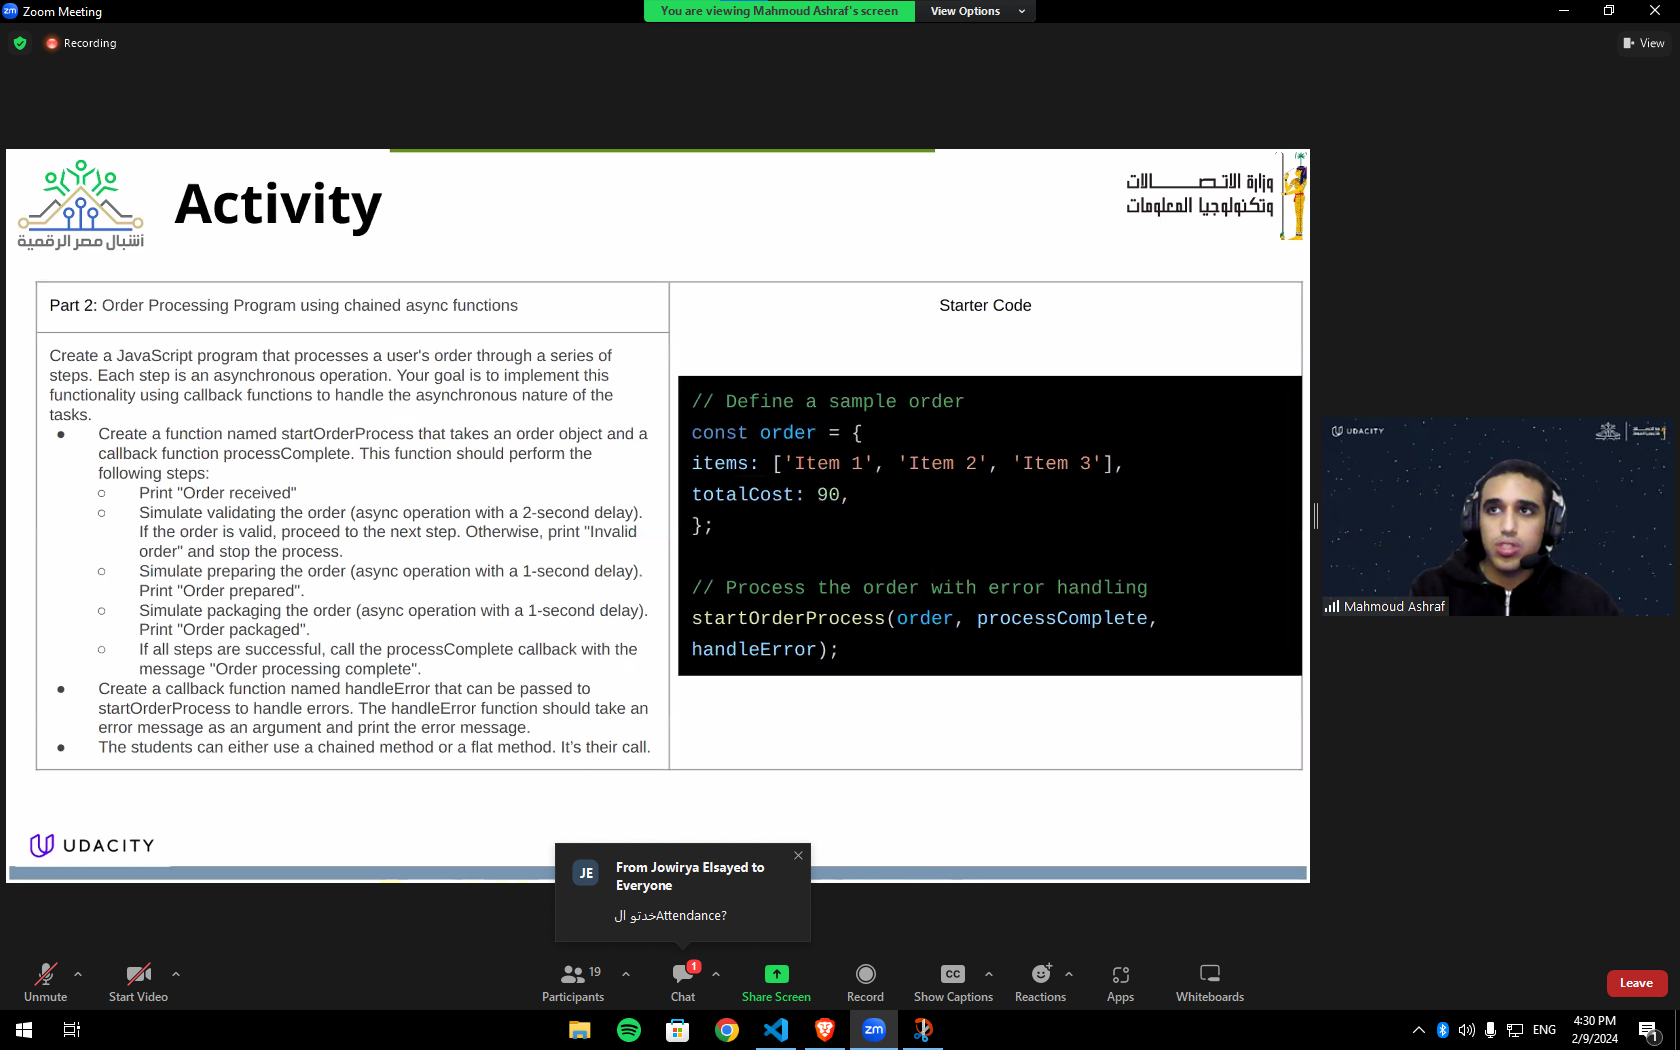 Zoom Meeting
You are viewing Mahmoud Ashraf's screen
View Options
Recording
View
Activity
أشبال مصر الرقمية
وزارة الاتصـــــالات
وتكنولوجيا المعلومات
Part 2: Order Processing Program using chained async functions
Create a JavaScript program that processes a user's order through a series of
steps. Each step is an asynchronous operation. Your goal is to implement this
functionality using callback functions to handle the asynchronous nature of the
tasks.
● Create a function named startOrderProcess that takes an order object and a
callback function processComplete. This function should perform the
following steps:
○ Print "Order received"
○ Simulate validating the order (async operation with a 2-second delay).
If the order is valid, proceed to the next step. Otherwise, print "Invalid
order" and stop the process.
○ Simulate preparing the order (async operation with a 1-second delay).
Print "Order prepared".
○ Simulate packaging the order (async operation with a 1-second delay).
Print "Order packaged".
○ If all steps are successful, call the processComplete callback with the
message "Order processing complete".
● Create a callback function named handleError that can be passed to
startOrderProcess to handle errors. The handleError function should take an
error message as an argument and print the error message.
● The students can either use a chained method or a flat method. It’s their call.
Starter Code
// Define a sample order
const order = {
items: ['Item 1', 'Item 2', 'Item 3'],
totalCost: 90,
};
// Process the order with error handling
startOrderProcess(order, processComplete,
handleError);
UDACITY
Mahmoud Ashraf
UDACITY
JE
From Jowirya Elsayed to
Everyone
خدتو الAttendance?
Unmute
Start Video
19
Participants
1
Chat
Share Screen
Record
CC
Show Captions
Reactions
Apps
Whiteboards
Leave
zm
ENG
4:30 PM
2/9/2024
1